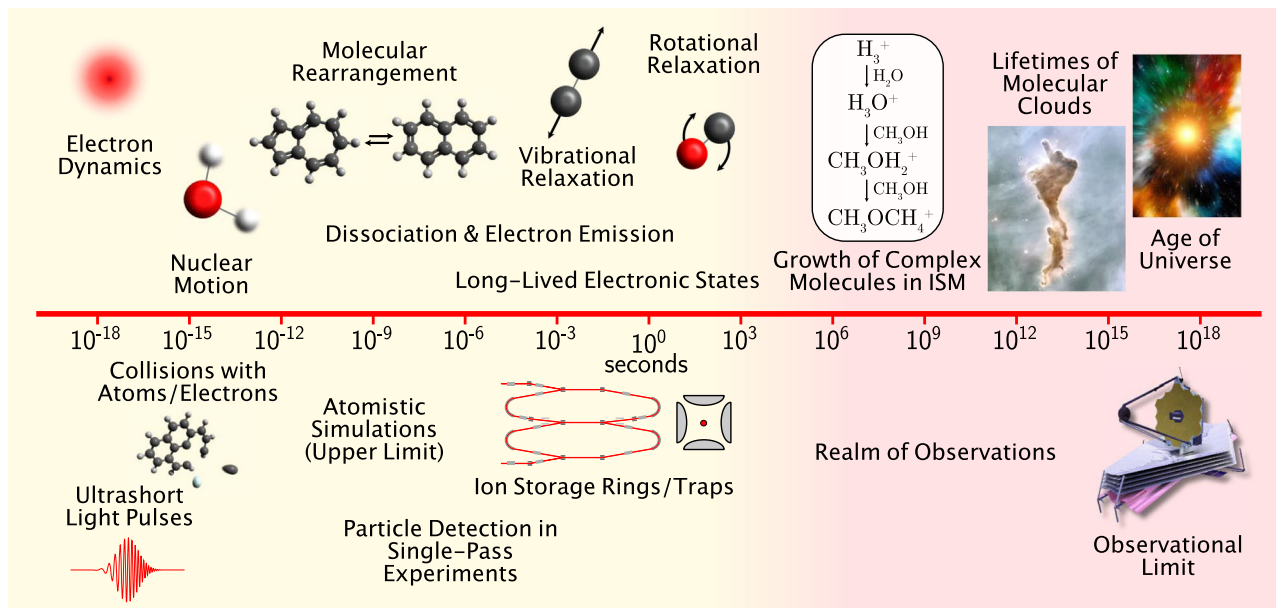 Electron
Dynamics
Nuclear
Motion
Molecular
Rearrangement
Vibrational
Relaxation
Rotational
Relaxation
Dissociation & Electron Emission
Long-Lived Electronic States
H₃⁺
H₂O
H₃O⁺
CH₃OH
CH₃OH₂⁺
CH₃OH
CH₃OCH₄⁺
Growth of Complex
Molecules in ISM
Lifetimes of
Molecular
Clouds
Age of
Universe
10⁻¹⁸ 10⁻¹⁵ 10⁻¹² 10⁻⁹ 10⁻⁶ 10⁻³ 10⁰ 10³ 10⁶ 10⁹ 10¹² 10¹⁵ 10¹⁸
seconds
Collisions with
Atoms/Electrons
Ultrashort
Light Pulses
Atomistic
Simulations
(Upper Limit)
Particle Detection in
Single-Pass
Experiments
Ion Storage Rings/Traps
Realm of Observations
Observational
Limit